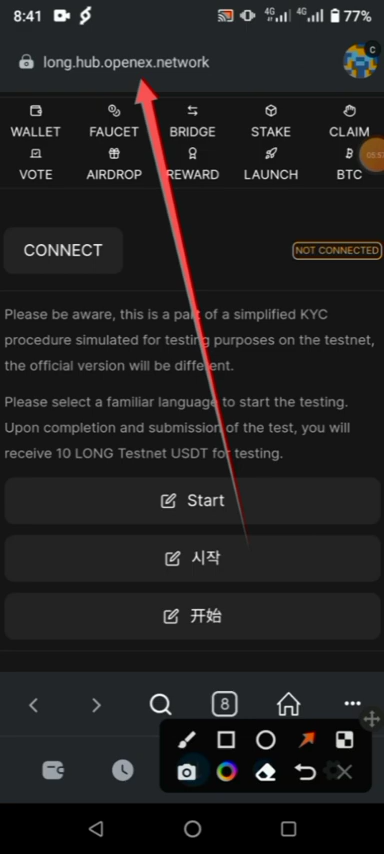 8:41
4G
4G
77%
long.hub.openex.network
C
WALLET FAUCET BRIDGE STAKE CLAIM
VOTE AIRDROP REWARD LAUNCH BTC
CONNECT
NOT CONNECTED
Please be aware, this is a part of a simplified KYC
procedure simulated for testing purposes on the testnet,
the official version will be different.
Please select a familiar language to start the testing.
Upon completion and submission of the test, you will
receive 10 LONG Testnet USDT for testing.
Start
시작
开始
8